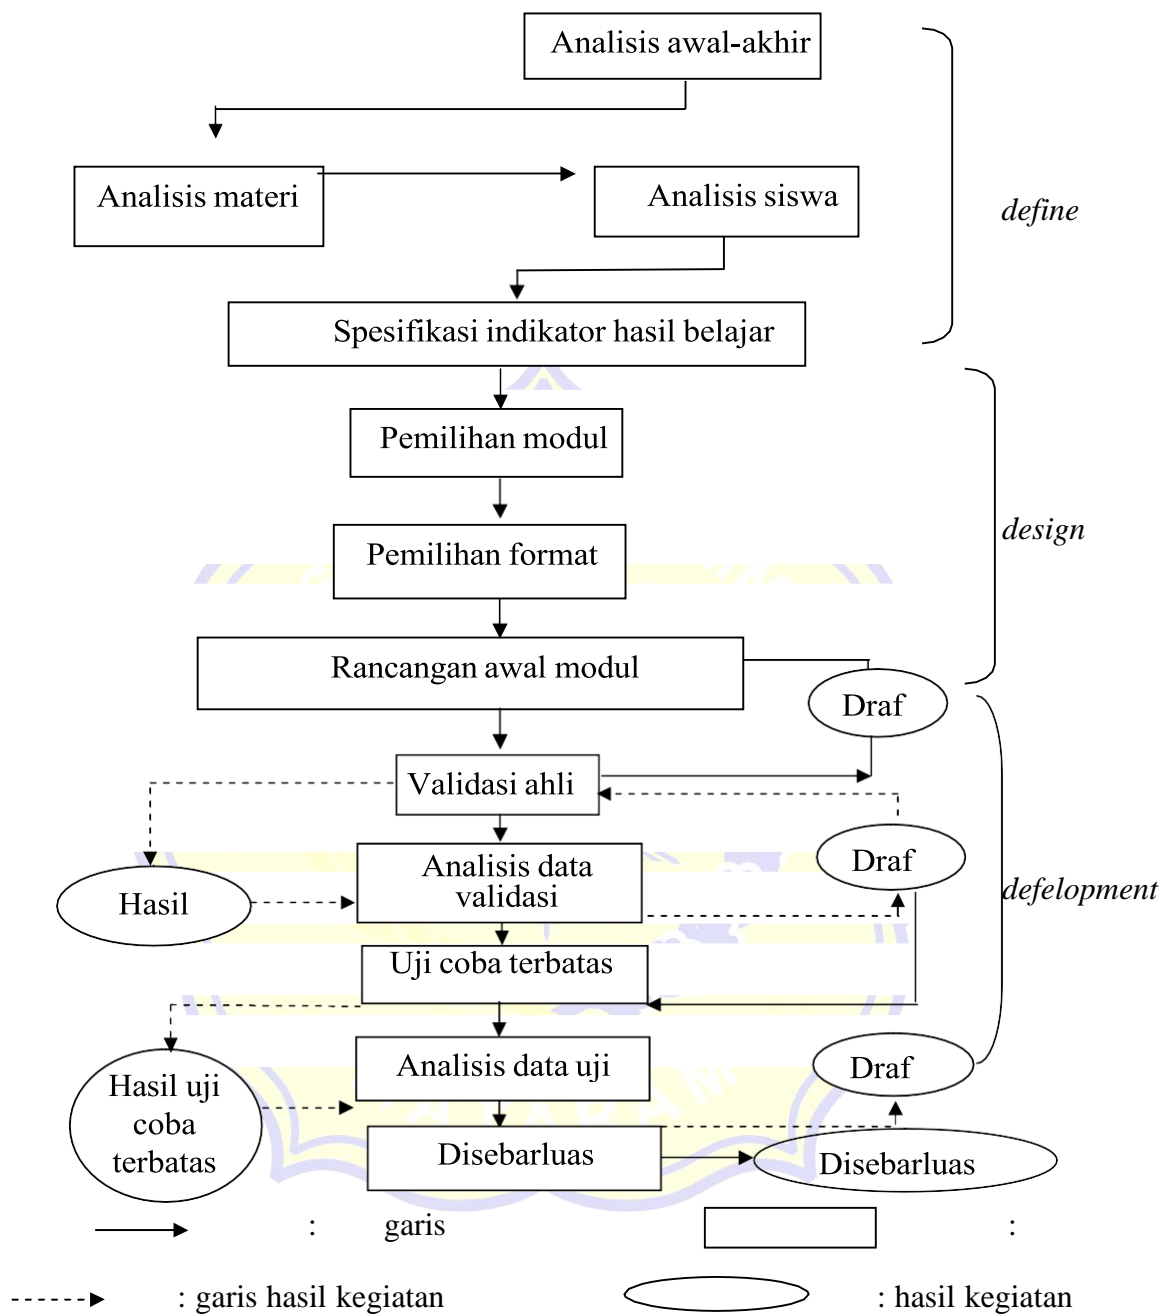 Analisis awal-akhir
Analisis materi
Analisis siswa
define
Spesifikasi indikator hasil belajar
Pemilihan modul
design
Pemilihan format
Rancangan awal modul
Draf
Validasi ahli
Analisis data
validasi
Draf
Hasil
defelopment
Uji coba terbatas
Analisis data uji
Draf
Hasil uji
coba
terbatas
Disebarluas
Disebarluas
: garis
:
: garis hasil kegiatan
: hasil kegiatan